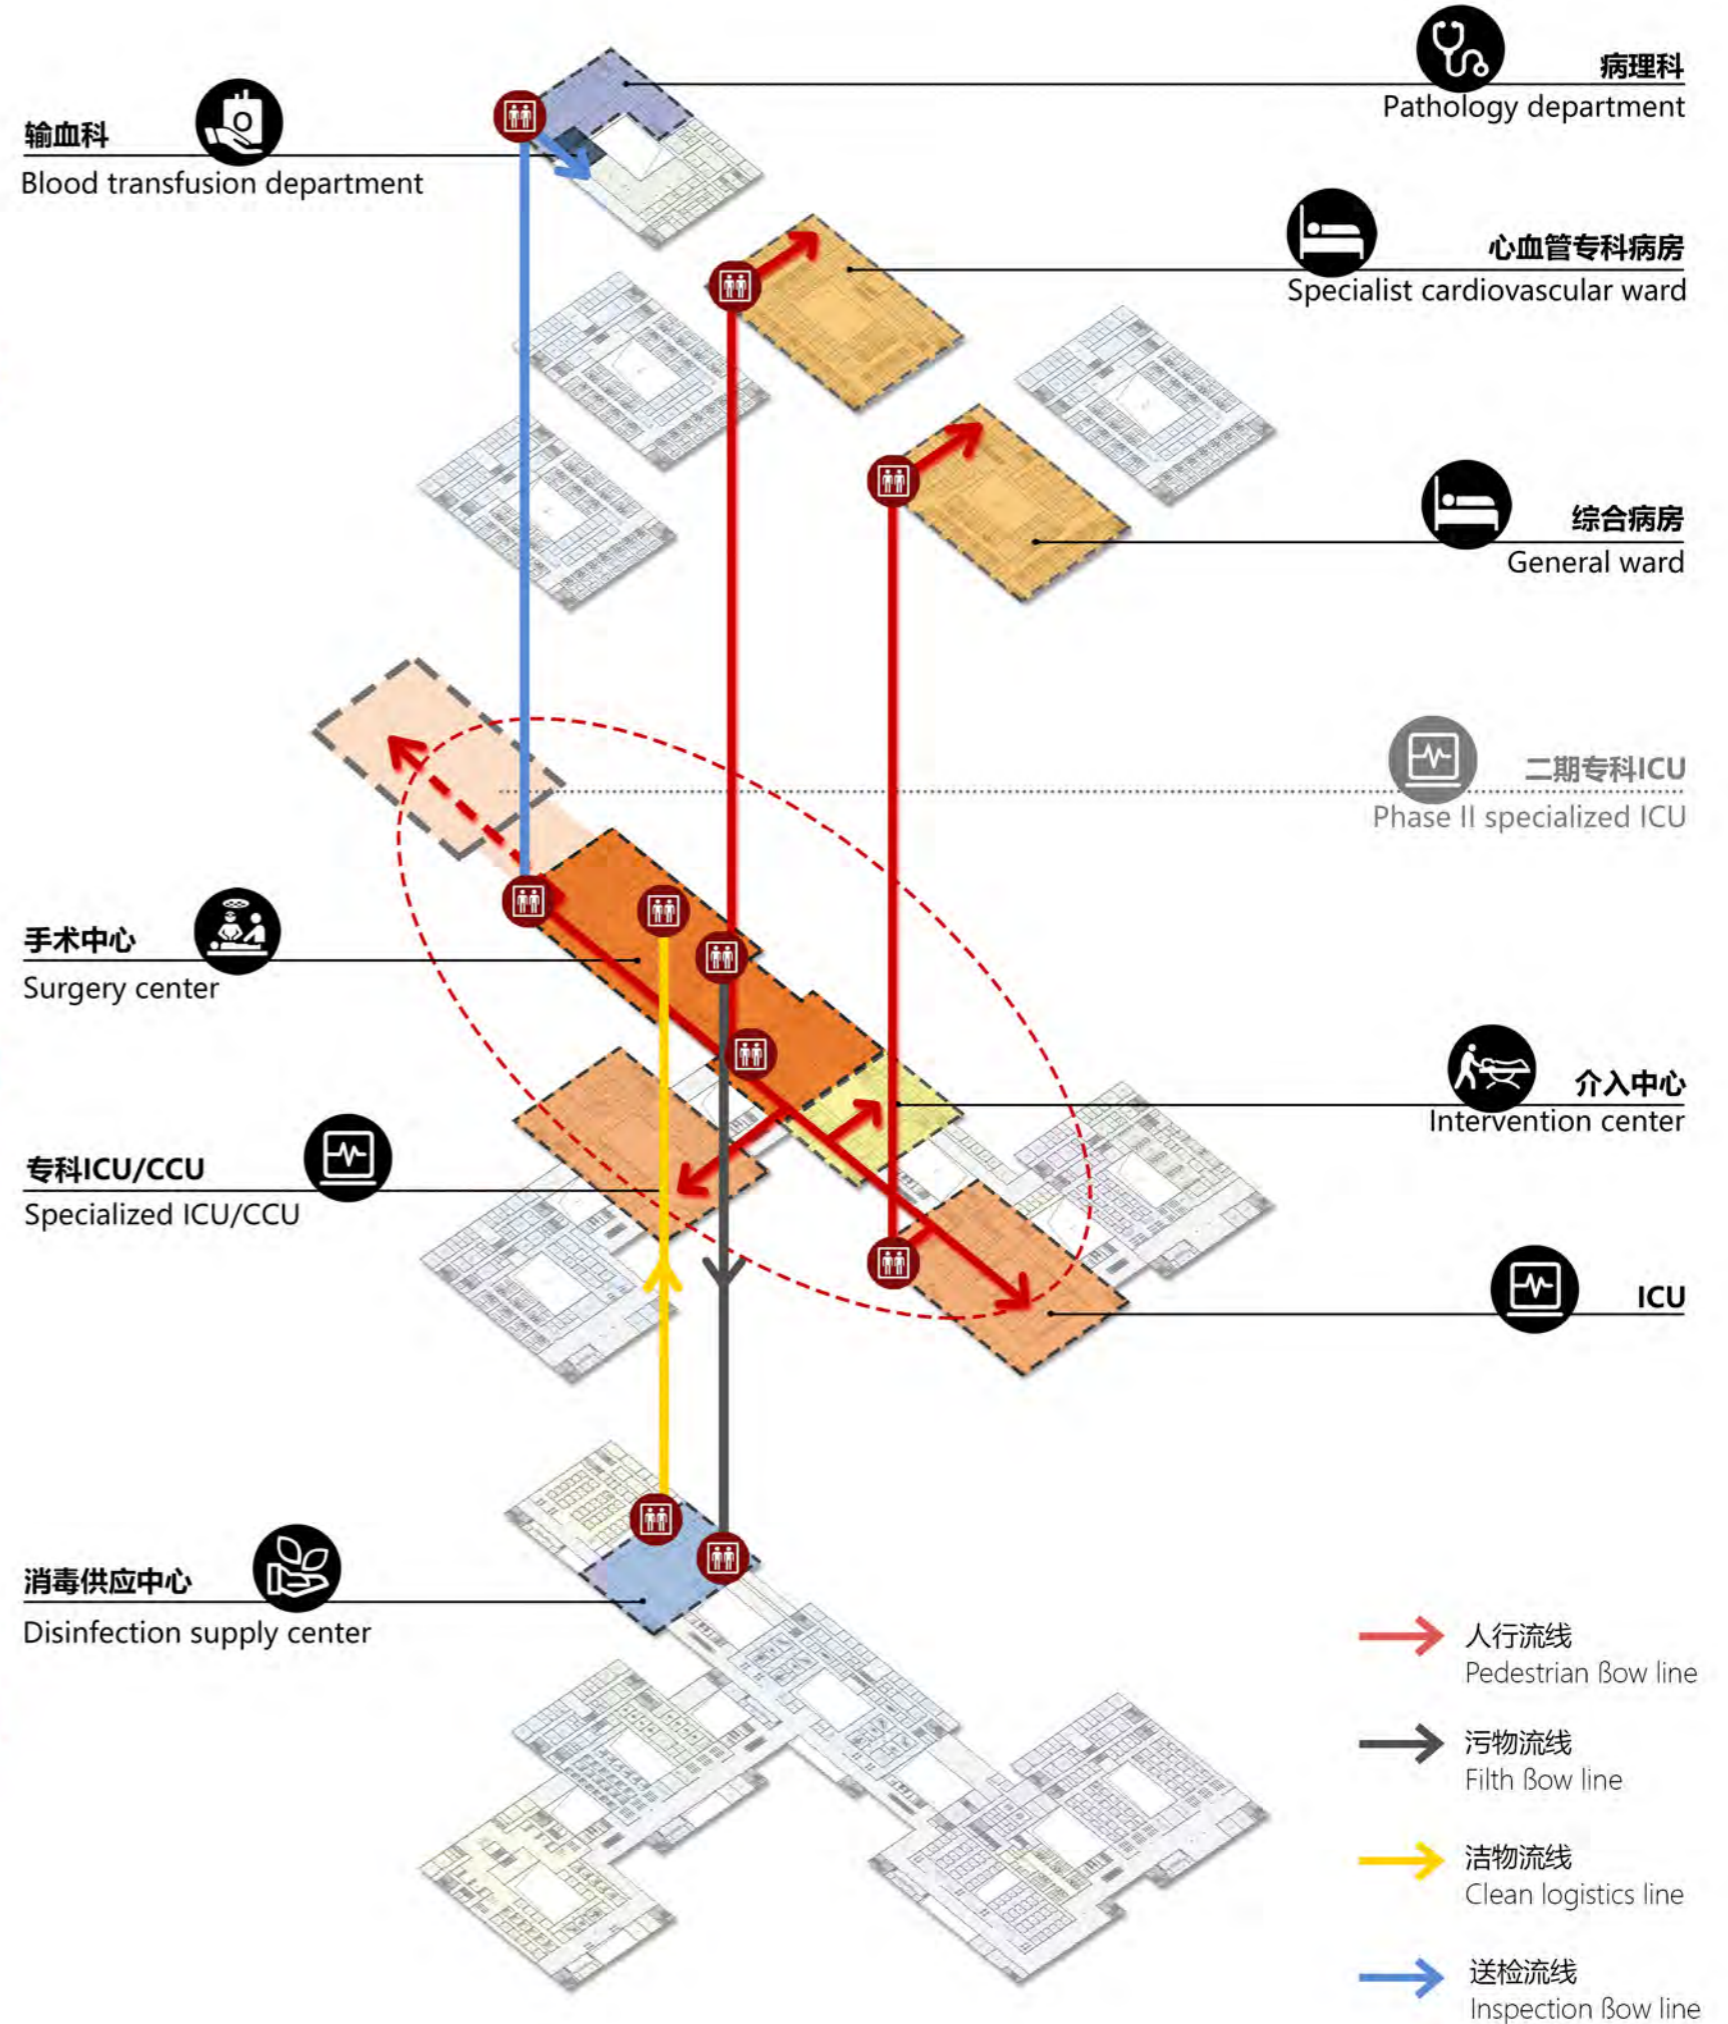 病理科
Pathology department
输血科
Blood transfusion department
心血管专科病房
Specialist cardiovascular ward
综合病房
General ward
二期专科ICU
Phase II specialized ICU
手术中心
Surgery center
介入中心
Intervention center
专科ICU/CCU
Specialized ICU/CCU
ICU
消毒供应中心
Disinfection supply center
人行流线
Pedestrian ßow line
污物流线
Filth ßow line
洁物流线
Clean logistics line
送检流线
Inspection ßow line